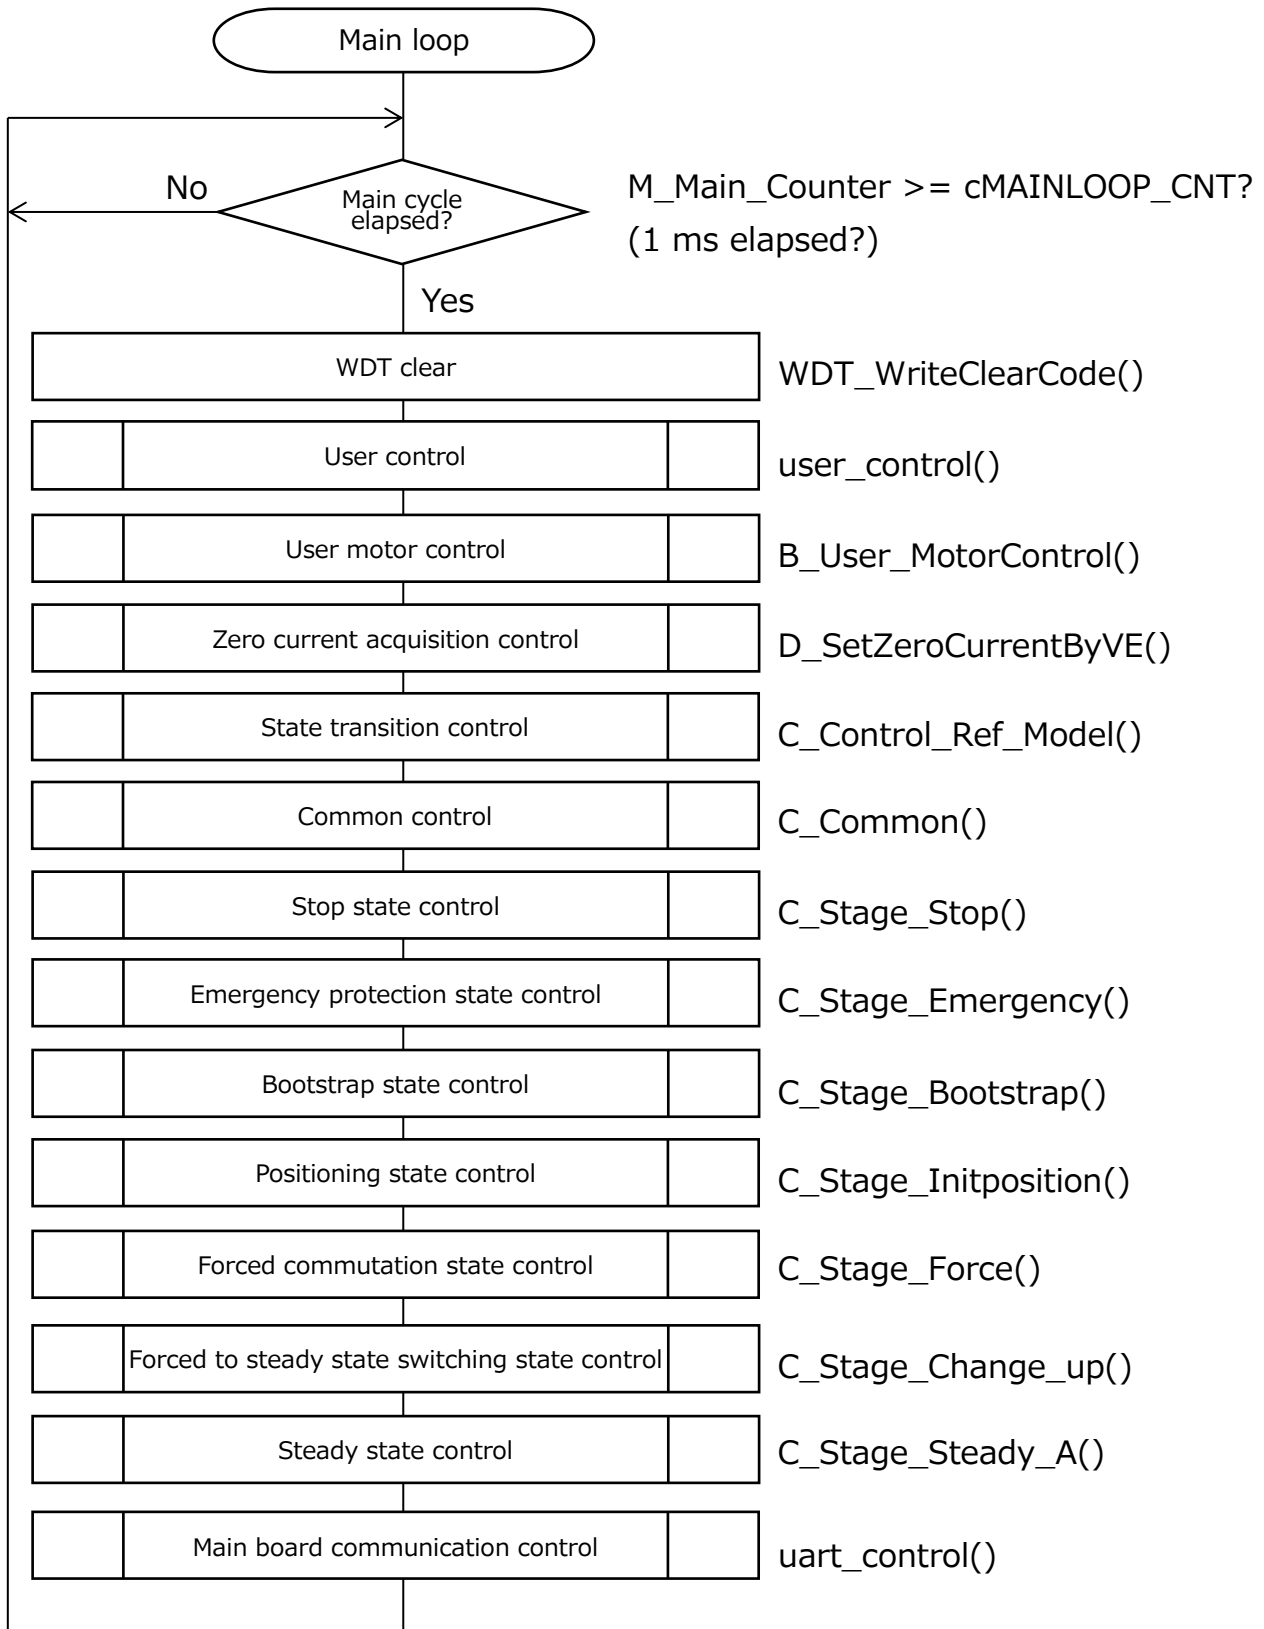 Main loop
No
Main cycle
elapsed?
M_Main_Counter >= cMAINLOOP_CNT?
(1 ms elapsed?)
Yes
WDT clear
WDT_WriteClearCode()
User control
user_control()
User motor control
B_User_MotorControl()
Zero current acquisition control
D_SetZeroCurrentByVE()
State transition control
C_Control_Ref_Model()
Common control
C_Common()
Stop state control
C_Stage_Stop()
Emergency protection state control
C_Stage_Emergency()
Bootstrap state control
C_Stage_Bootstrap()
Positioning state control
C_Stage_Initposition()
Forced commutation state control
C_Stage_Force()
Forced to steady state switching state control
C_Stage_Change_up()
Steady state control
C_Stage_Steady_A()
Main board communication control
uart_control()